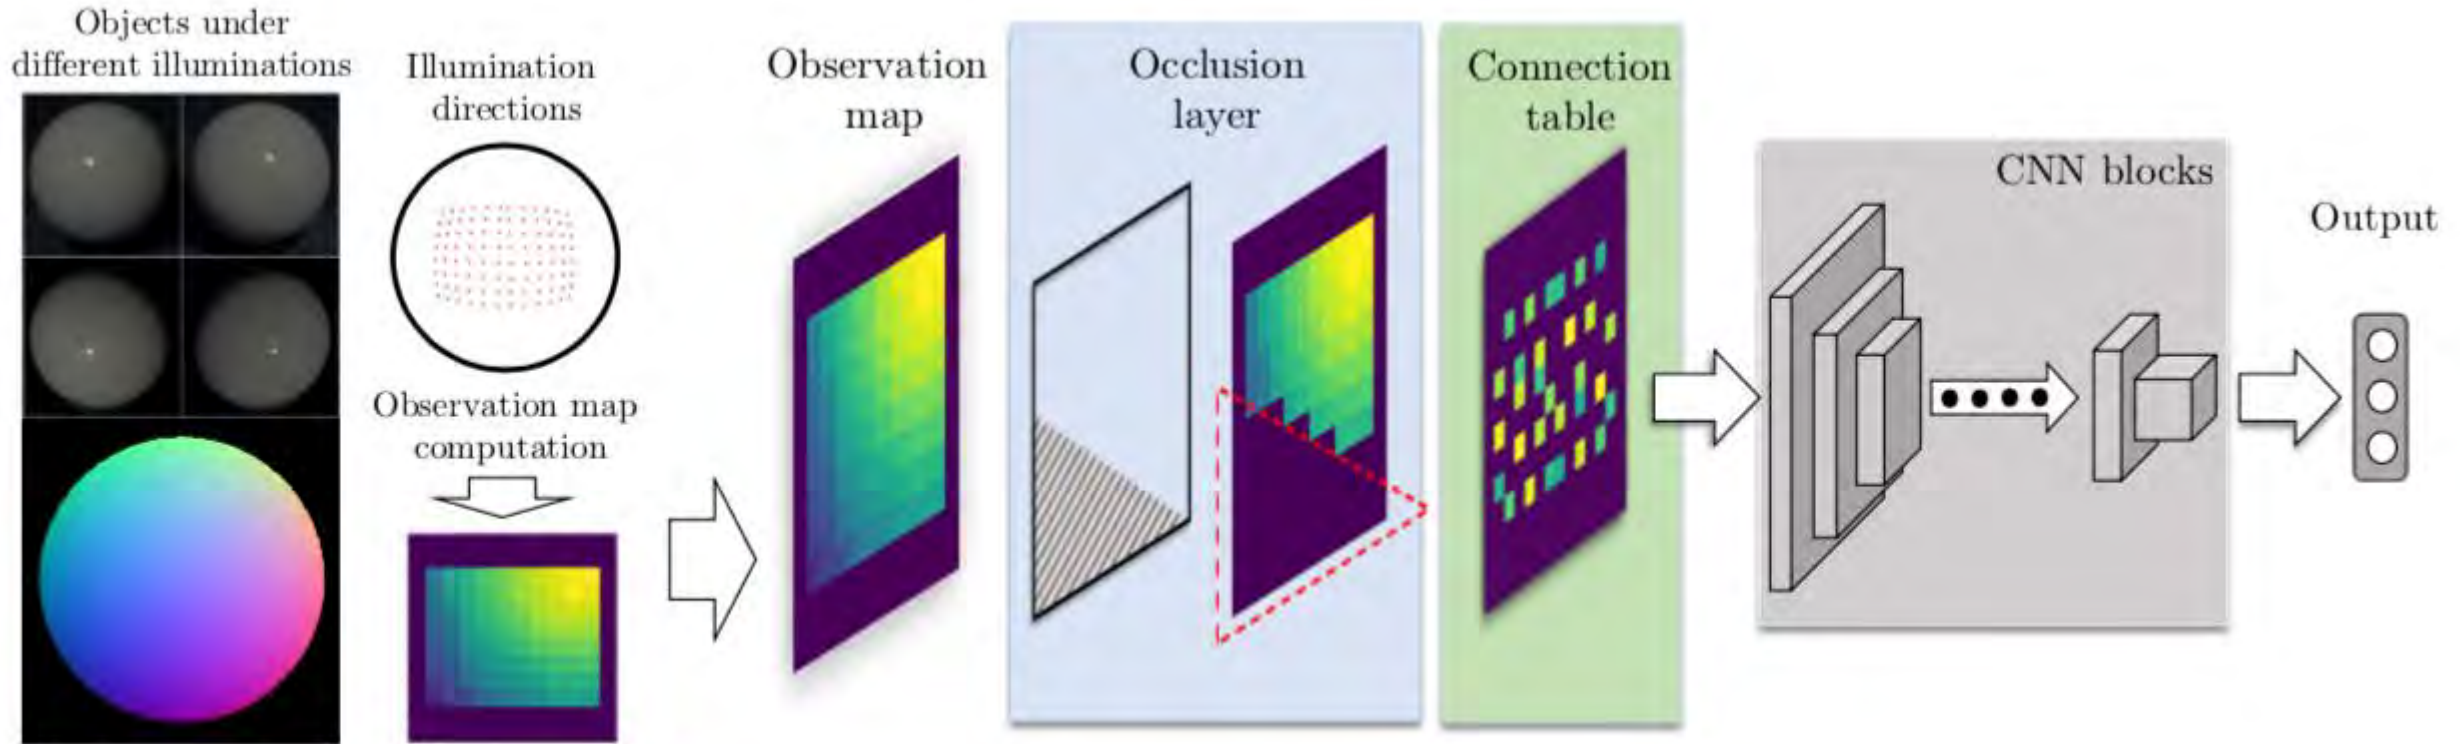 Objects under
different illuminations
Illumination
directions
Observation map
computation
Observation
map
Occlusion
layer
Connection
table
CNN blocks
Output